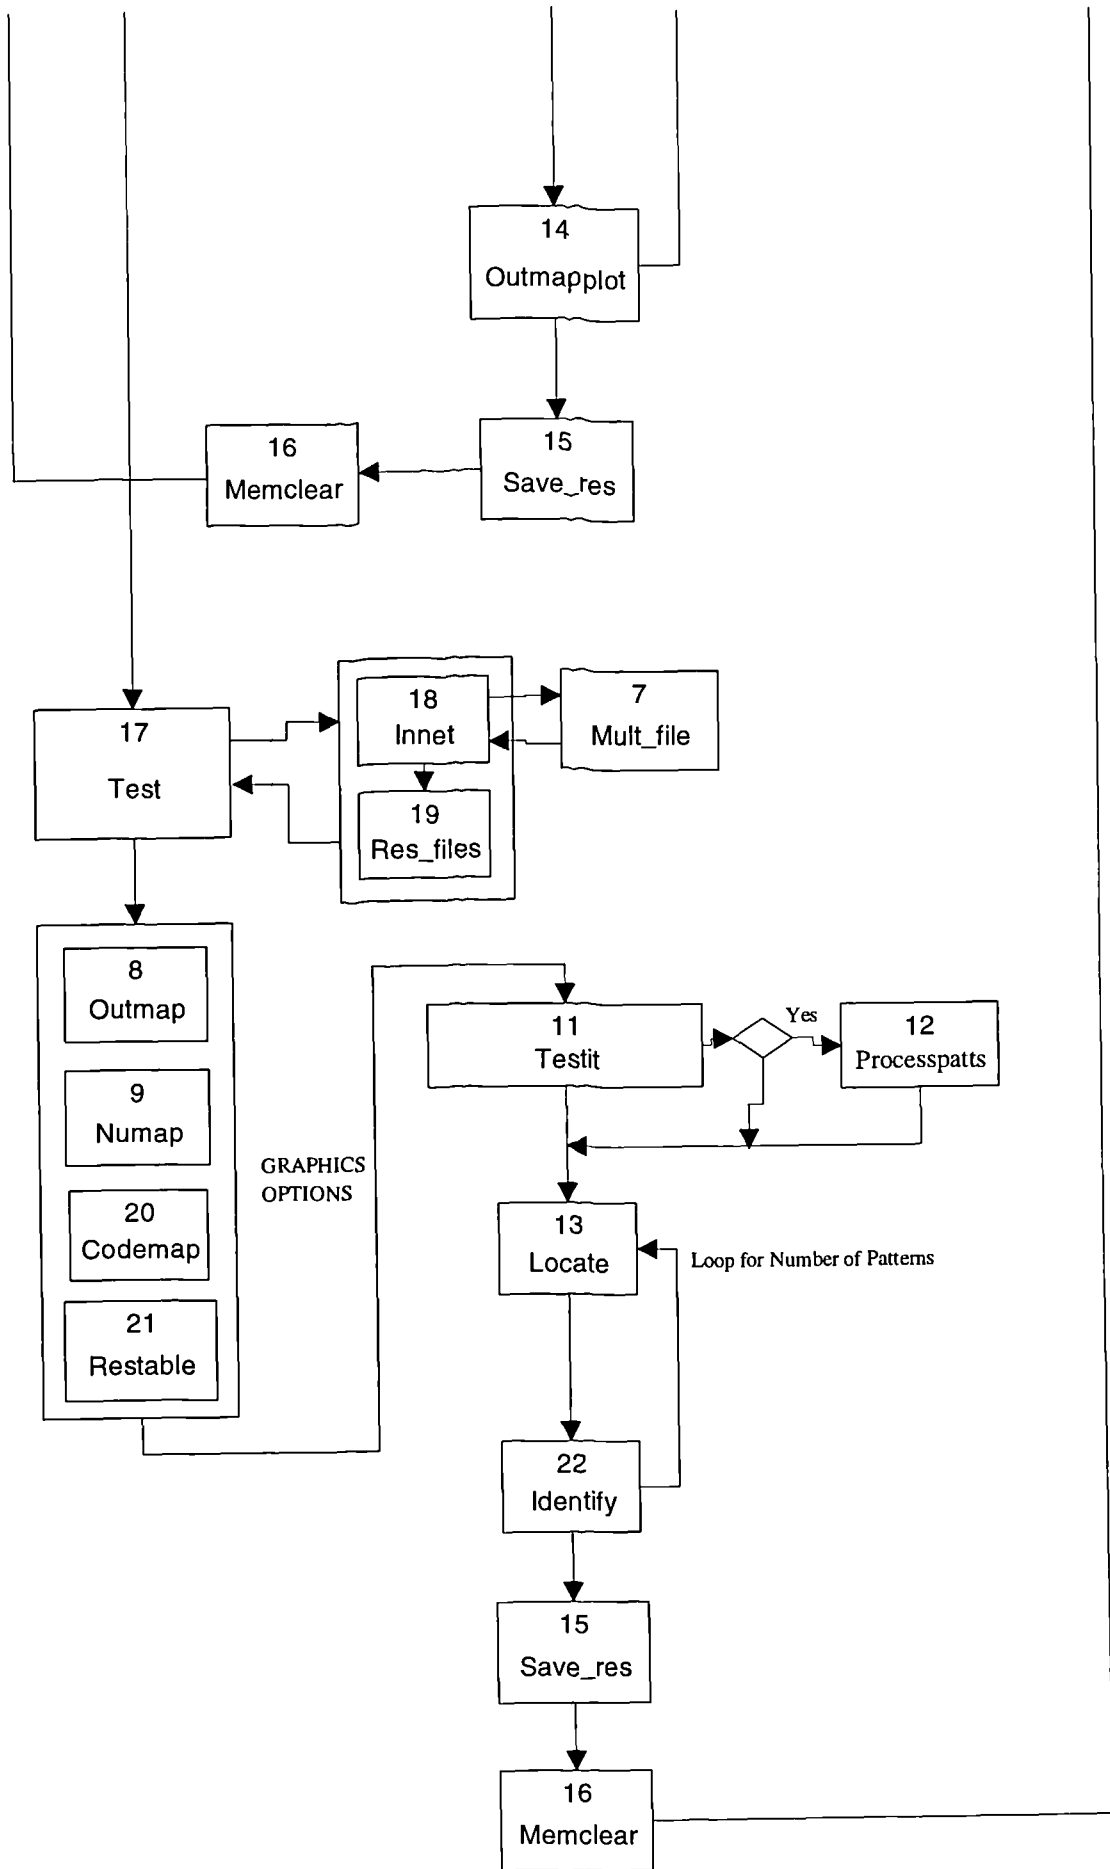 14
Outmapplot
16
Memclear
15
Save_res
17
Test
18
Innet
7
Mult_file
19
Res_files
8
Outmap
9
Numap
20
Codemap
21
Restable
GRAPHICS
OPTIONS
11
Testit
Yes
12
Processpatts
13
Locate
Loop for Number of Patterns
22
Identify
15
Save_res
16
Memclear